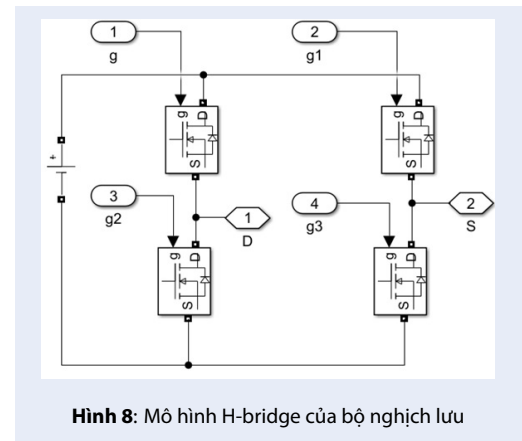 1
g
2
g1
g
D
S
g
D
S
+
3
g2
1
D
4
g3
2
S
g
D
S
g
D
S
Hình 8: Mô hình H-bridge của bộ nghịch lưu